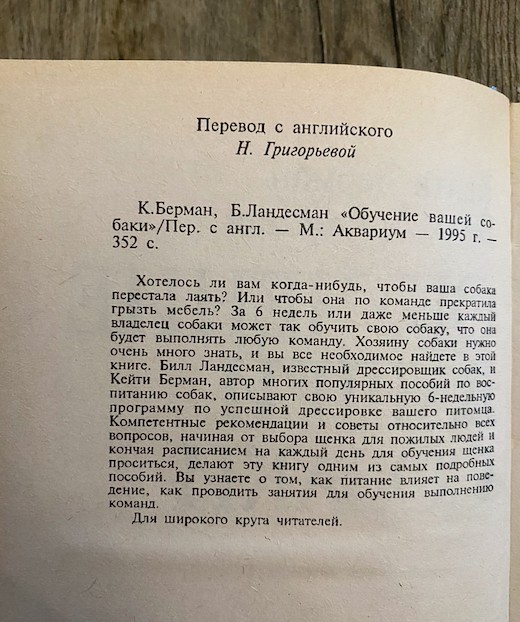 Перевод с английского
Н. Григорьевой
К.Берман, Б.Ландесман «Обучение вашей со-
баки»/Пер. с англ. — М.: Аквариум — 1995 г. –
352 с.
Хотелось ли вам когда-нибудь, чтобы ваша собака
перестала лаять? Или чтобы она по команде прекратила
грызть мебель? За 6 недель или даже меньше каждый
владелец собаки может так обучить свою собаку, что она
будет выполнять любую команду. Хозяину собаки нужно
очень много знать, и вы все необходимое найдете в этой
книге. Билл Ландесман, известный дрессировщик собак, и
Кейти Берман, автор многих популярных пособий по вос-
питанию собак, описывают свою уникальную 6-недельную
программу по успешной дрессировке вашего питомца.
Компетентные рекомендации и советы относительно всех
вопросов, начиная от выбора щенка для пожилых людей и
кончая расписанием на каждый день для обучения щенка
проситься, делают эту книгу одним из самых подробных
пособий. Вы узнаете о том, как питание влияет на пове-
дение, как проводить занятия для обучения выполнению
команд.
Для широкого круга читателей.